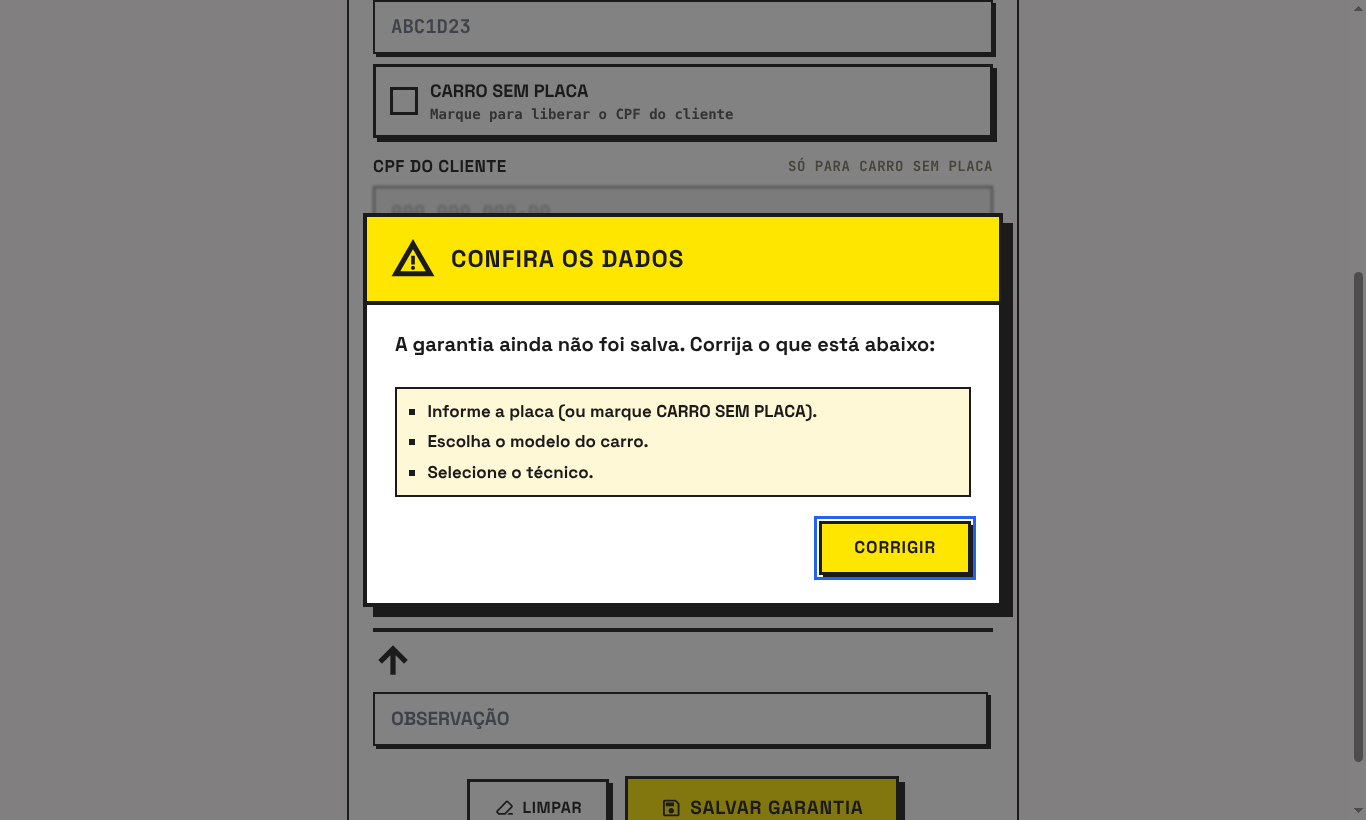 ABC1D23
CARRO SEM PLACA
Marque para liberar o CPF do cliente
CPF DO CLIENTE
SÓ PARA CARRO SEM PLACA
CONFIRA OS DADOS
A garantia ainda não foi salva. Corrija o que está abaixo:
Informe a placa (ou marque CARRO SEM PLACA).
Escolha o modelo do carro.
Selecione o técnico.
CORRIGIR
OBSERVAÇÃO
LIMPAR
SALVAR GARANTIA